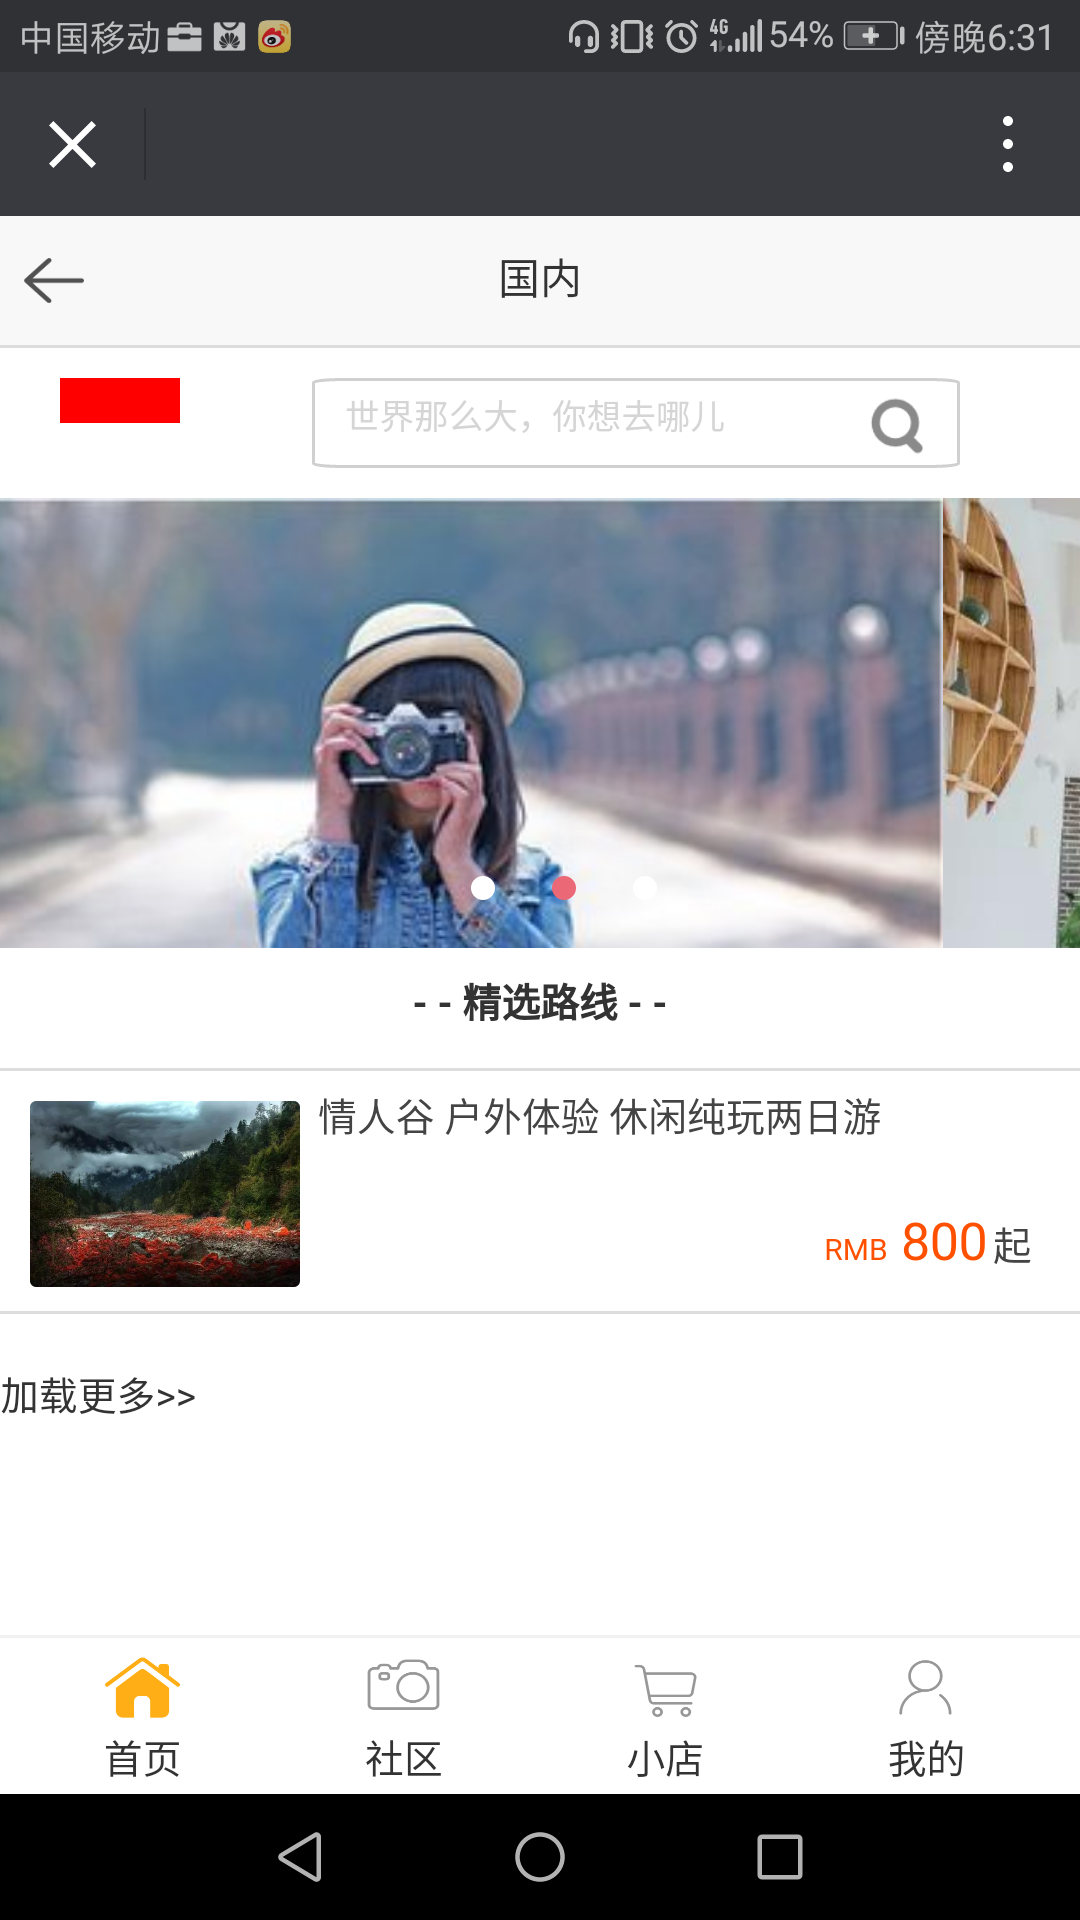 中国移动 4G 54% 傍晚6:31
国内
世界那么大，你想去哪儿
- - 精选路线 - -
情人谷 户外体验 休闲纯玩两日游
RMB 800起
加载更多>>
首页 社区 小店 我的